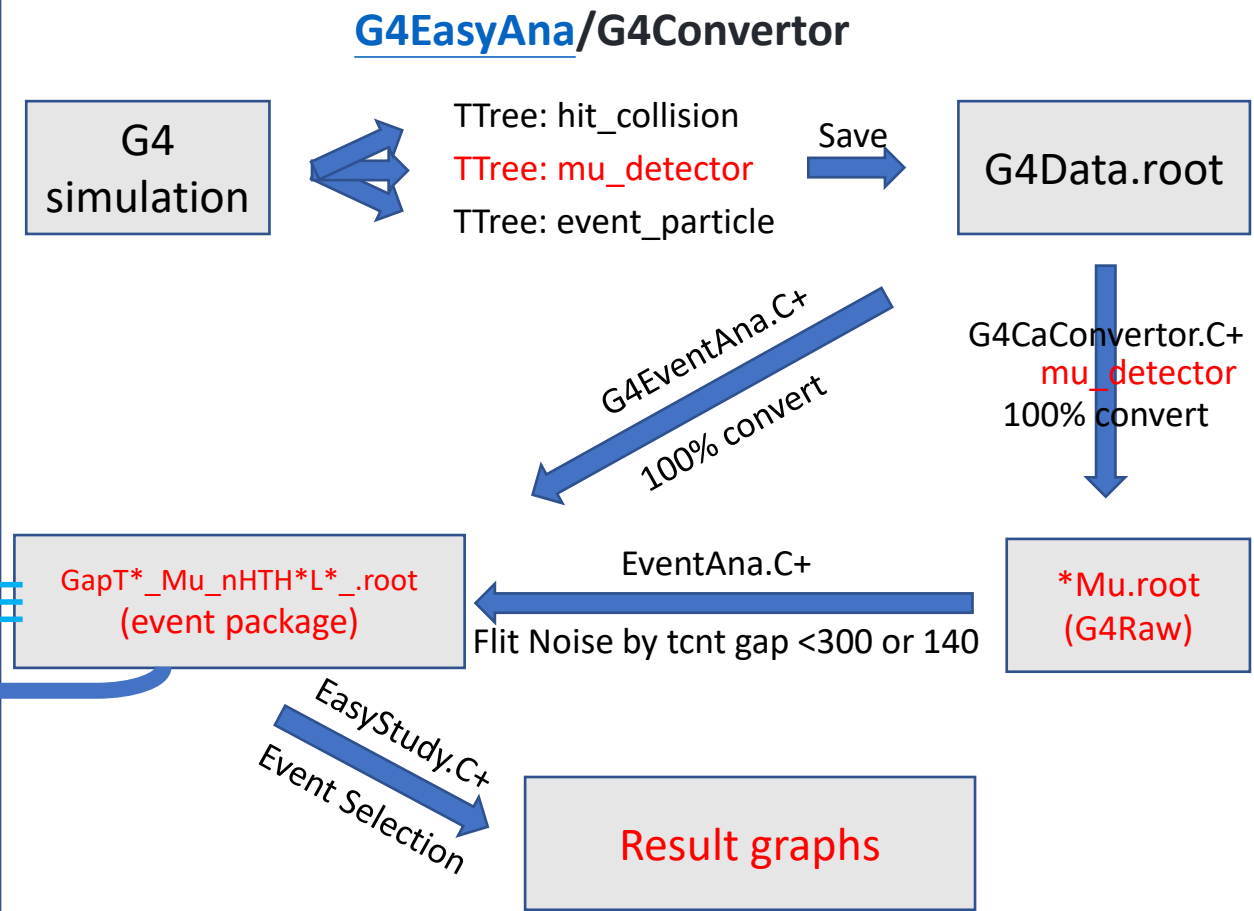 G4EasyAna/G4Convertor
G4
simulation
TTree: hit_collision
TTree: mu_detector
TTree: event_particle
Save
G4Data.root
G4EventAna.C+
100% convert
G4CaConvertor.C+
mu_detector
100% convert
GapT*_Mu_nHTH*L*_.root
(event package)
EventAna.C+
Flit Noise by tcnt gap <300 or 140
*Mu.root
(G4Raw)
EasyStudy.C+
Event Selection
Result graphs